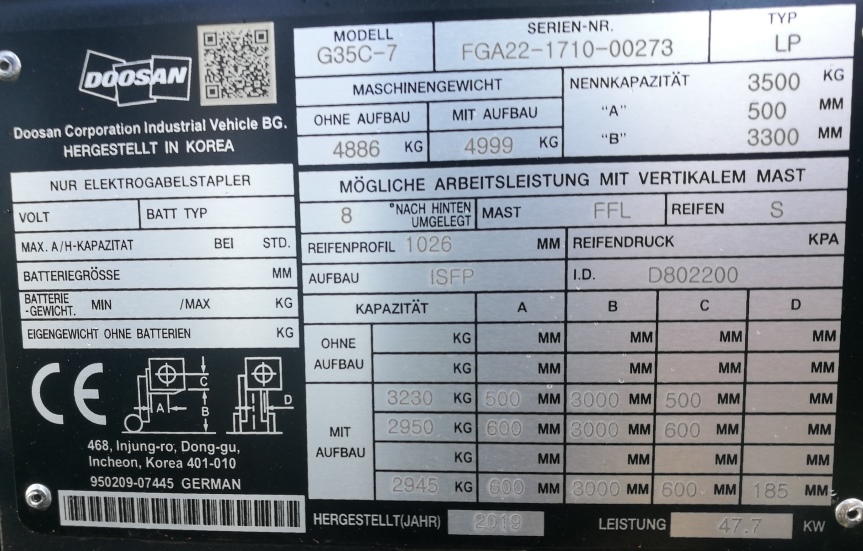 DOOSAN
Doosan Corporation Industrial Vehicle BG.
HERGESTELLT IN KOREA
MODELL
G35C-7
SERIEN-NR.
FGA22-1710-00273
TYP
LP
MASCHINENGEWICHT
OHNE AUFBAU
MIT AUFBAU
4886 KG
4999 KG
NENNKAPAZITÄT 3500 KG
"A" 500 MM
"B" 3300 MM
NUR ELEKTROGABELSTAPLER
VOLT BATT TYP
MAX. A/H-KAPAZITAT BEI STD.
BATTERIEGRÖSSE MM
BATTERIE
-GEWICHT. MIN /MAX KG
EIGENGEWICHT OHNE BATTERIEN KG
MÖGLICHE ARBEITSLEISTUNG MIT VERTIKALEM MAST
8 °NACH HINTEN
UMGELEGT
MAST FFL REIFEN S
REIFENPROFIL 1026 MM REIFENDRUCK KPA
AUFBAU ISFP I.D. D802200
KAPAZITÄT A B C D
OHNE
AUFBAU
KG MM MM MM MM
KG MM MM MM MM
MIT
AUFBAU
3230 KG 500 MM 3000 MM 500 MM MM
2950 KG 600 MM 3000 MM 600 MM MM
KG MM MM MM MM
2945 KG 600 MM 3000 MM 600 MM 185 MM
HERGESTELLT(JAHR) 2019 LEISTUNG 47.7 KW
CE
A B C D
468, Injung-ro, Dong-gu,
Incheon, Korea 401-010
950209-07445 GERMAN